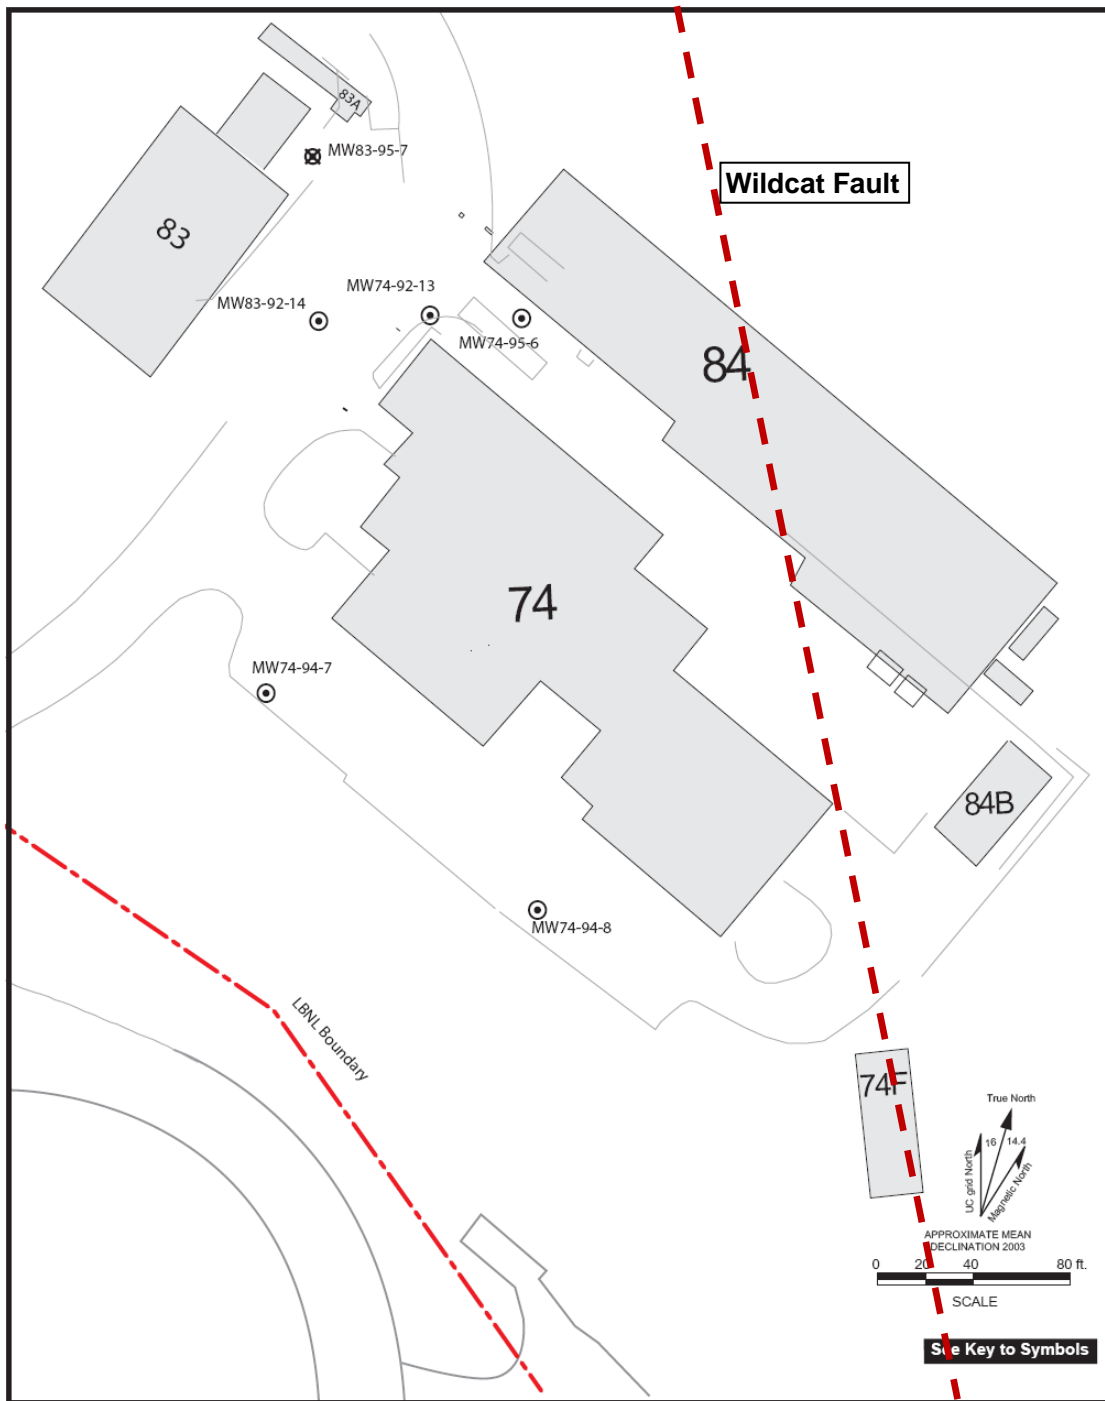 83A
MW83-95-7
Wildcat Fault
83
MW74-92-13
MW83-92-14
MW74-95-6
84
74
MW74-94-7
84B
MW74-94-8
LBNL Boundary
74F
True North
16
14.4
UC grid North
Magnetic North
APPROXIMATE MEAN
DECLINATION 2003
0 20 40 80 ft.
SCALE
See Key to Symbols